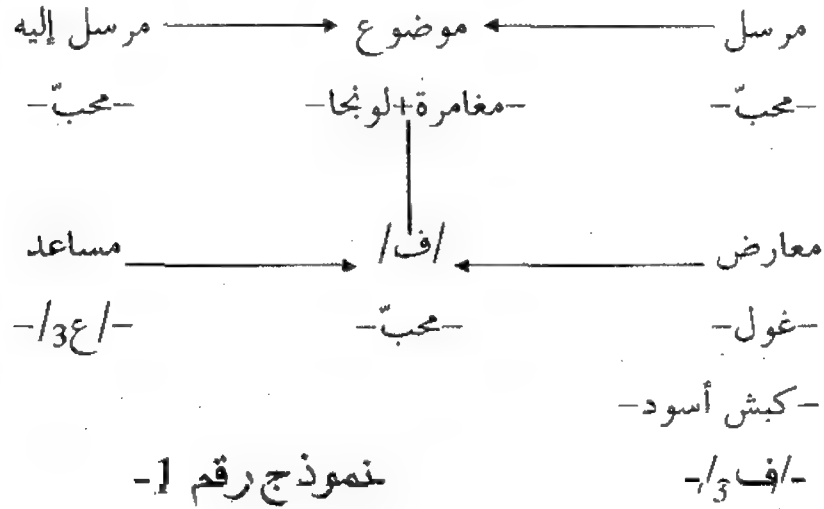 مرسل موضوع مرسل إليه
-محبّ- -مغامرة+لونجا- -محبّ-
معارض /ف/ مساعد
-غول- -محبّ- -/ع3/-
-كبش أسود-
-/ف3/- نموذج رقم 1-